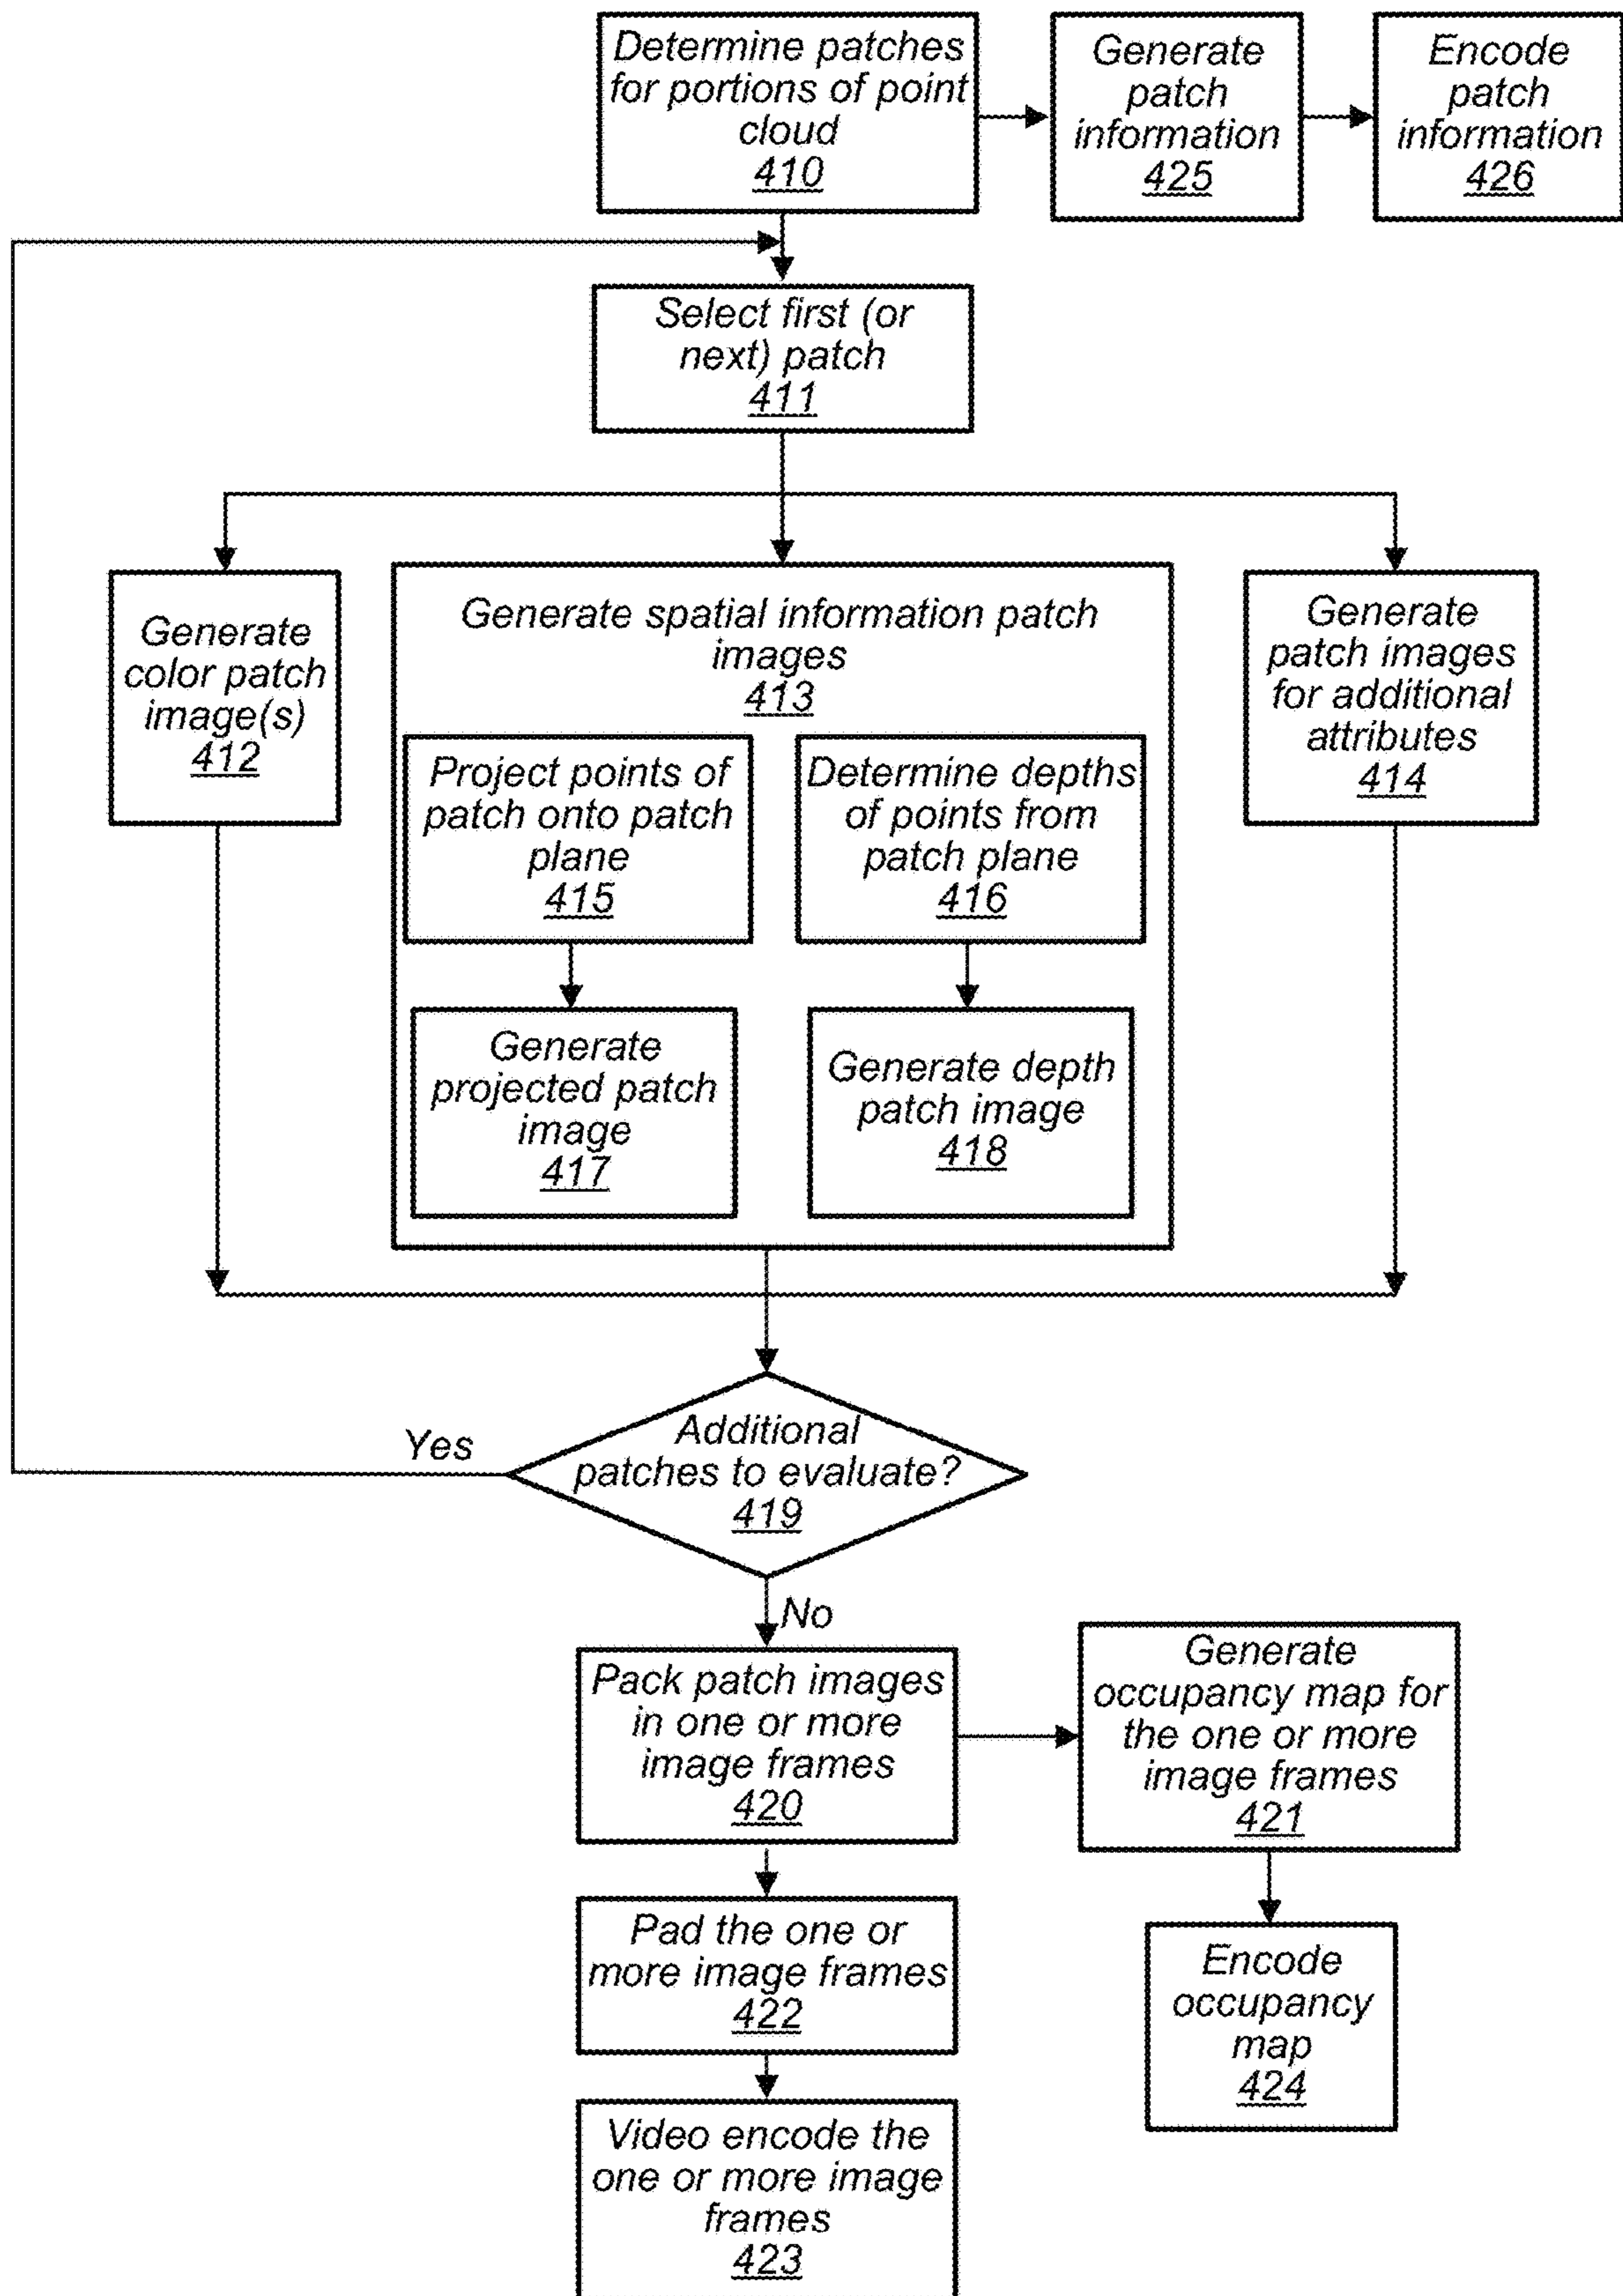 Determine patches
for portions of point
cloud
410
Generate
patch
information
425
Encode
patch
information
426
Select first (or
next) patch
411
Generate
color patch
image(s)
412
Generate spatial information patch
images
413
Project points of
patch onto patch
plane
415
Determine depths
of points from
patch plane
416
Generate
projected patch
image
417
Generate depth
patch image
418
Generate
patch images
for additional
attributes
414
Additional
patches to evaluate?
419
Yes
No
Pack patch images
in one or more
image frames
420
Generate
occupancy map for
the one or more
image frames
421
Pad the one or
more image frames
422
Encode
occupancy
map
424
Video encode the
one or more image
frames
423